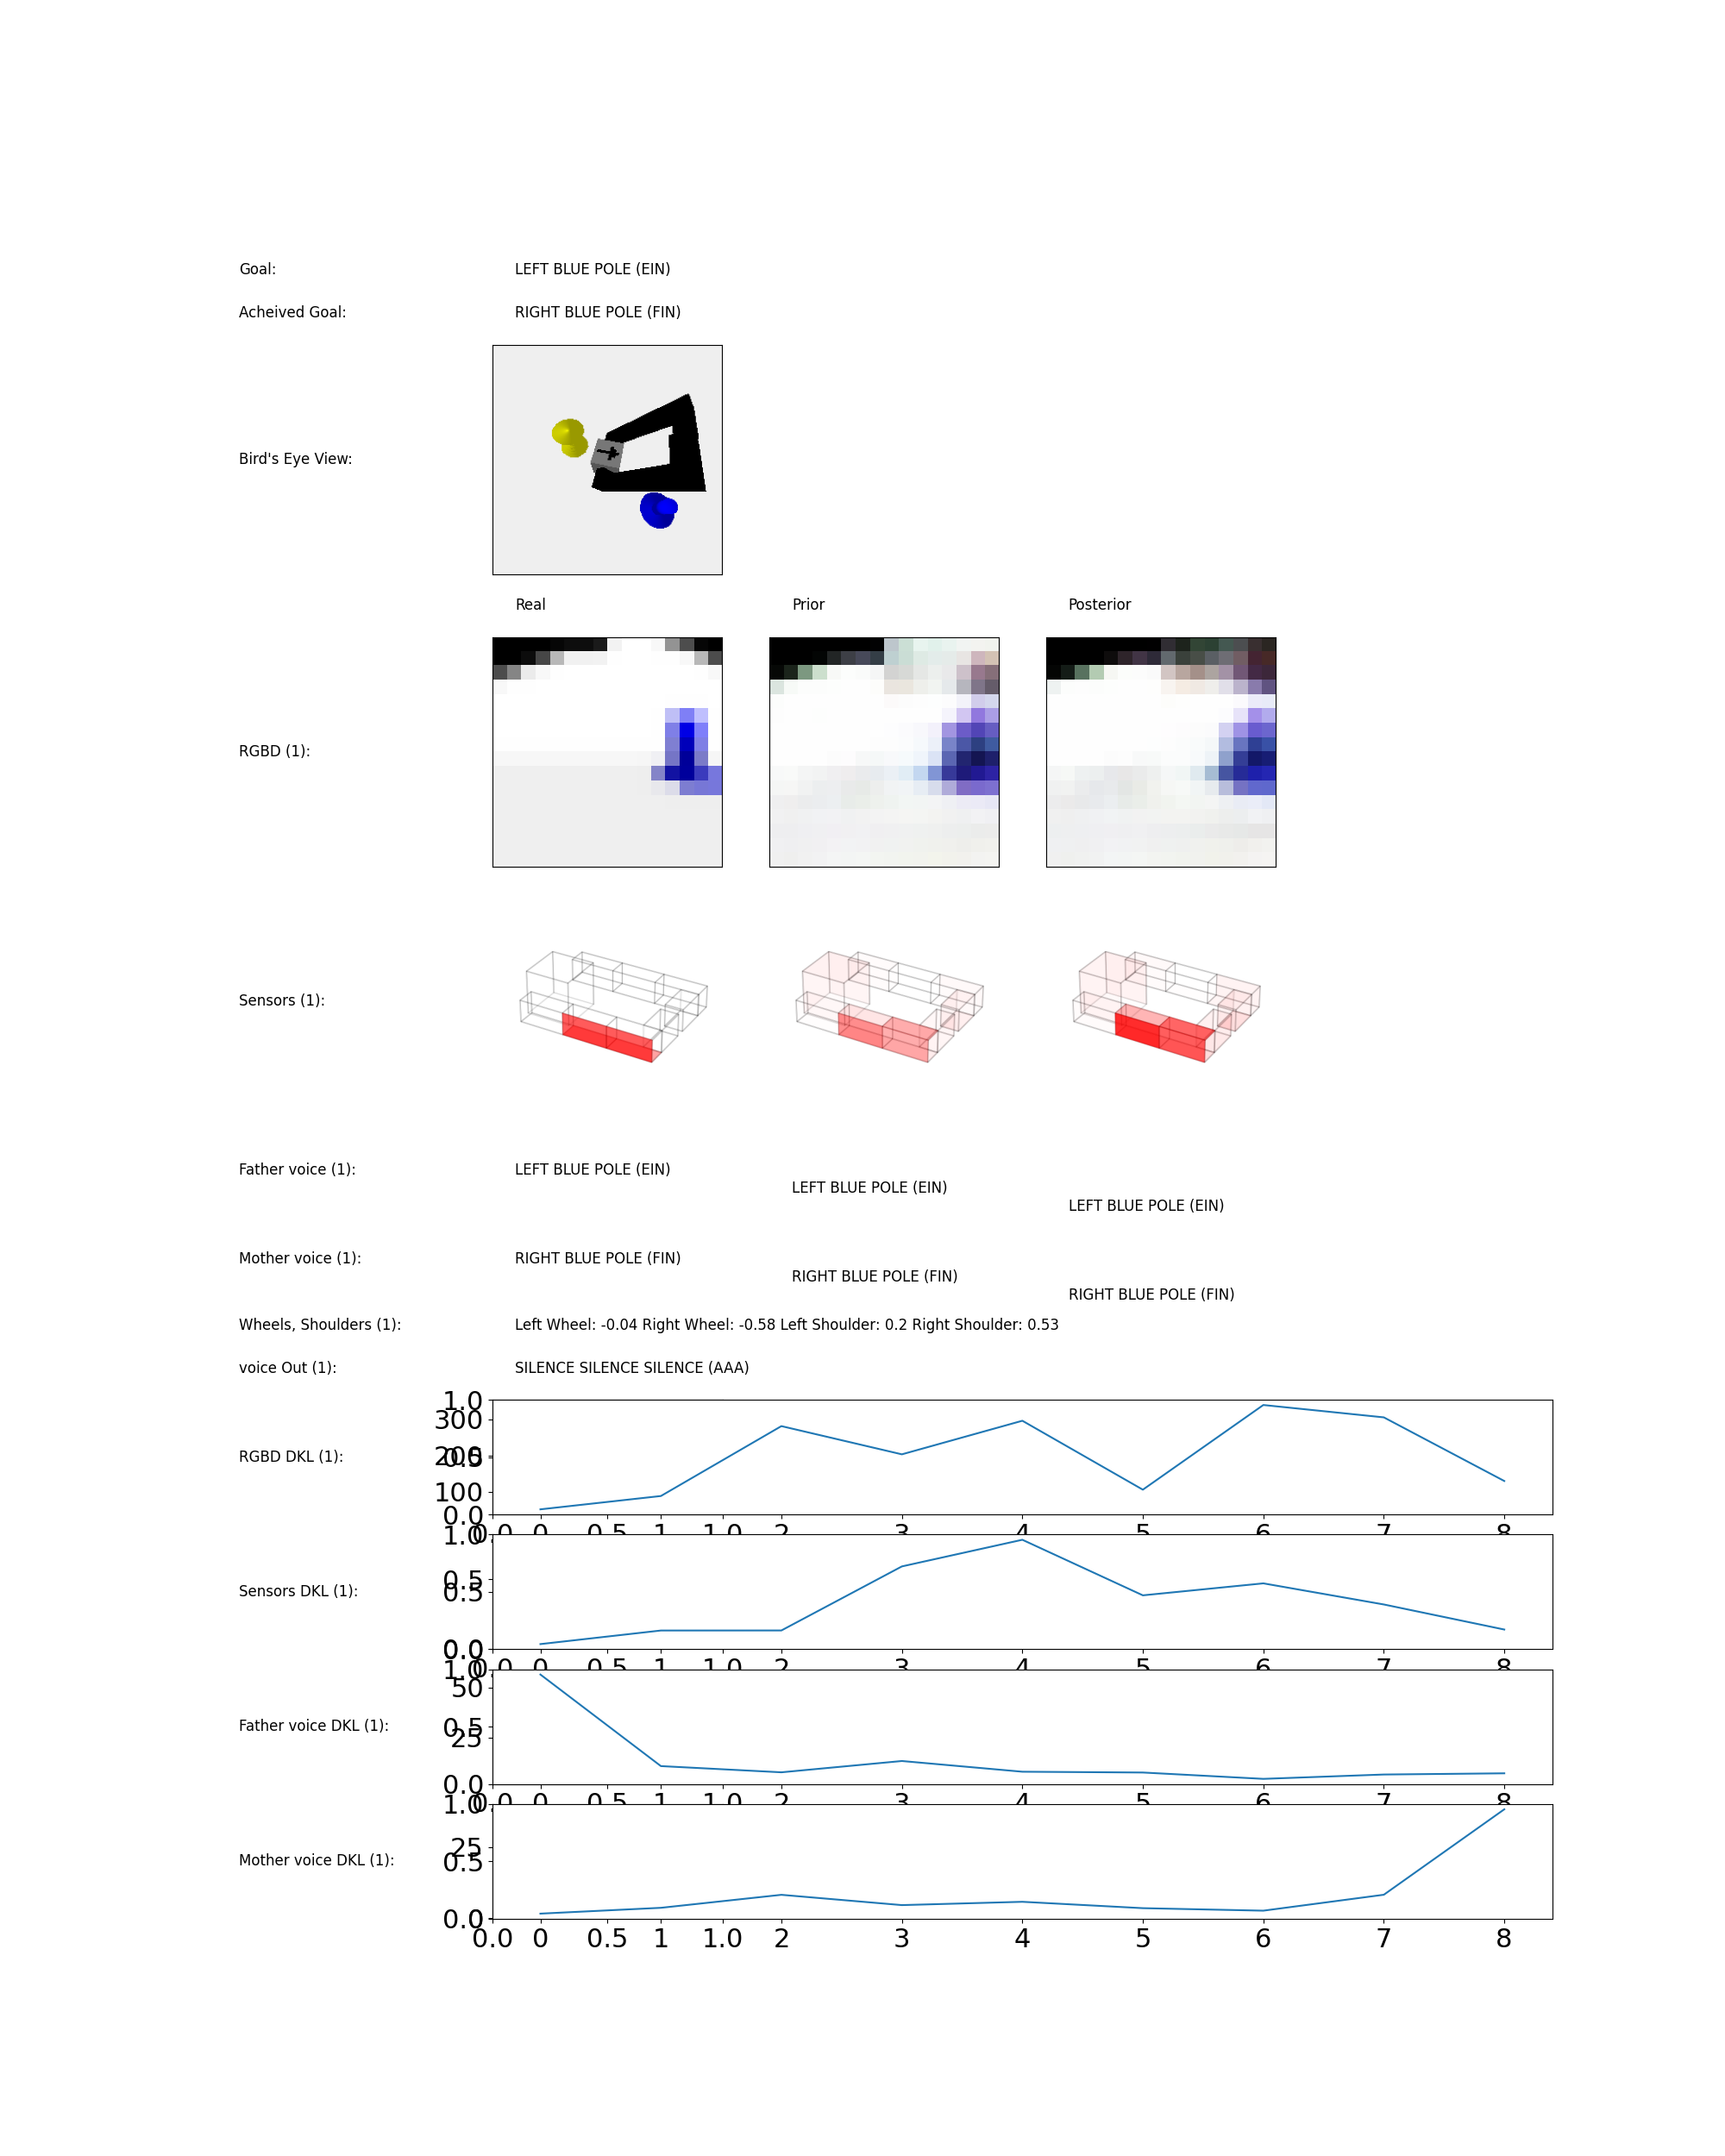 Goal: LEFT BLUE POLE (EIN)
Acheived Goal: RIGHT BLUE POLE (FIN)
Bird's Eye View:
Real Prior Posterior
RGBD (1):
Sensors (1):
Father voice (1): LEFT BLUE POLE (EIN)
LEFT BLUE POLE (EIN)
LEFT BLUE POLE (EIN)
Mother voice (1): RIGHT BLUE POLE (FIN)
RIGHT BLUE POLE (FIN)
RIGHT BLUE POLE (FIN)
Wheels, Shoulders (1): Left Wheel: -0.04 Right Wheel: -0.58 Left Shoulder: 0.2 Right Shoulder: 0.53
voice Out (1): SILENCE SILENCE SILENCE (AAA)
1.0
300
RGBD DKL (1): 200 0.5
100
0.0
0.0 0 0.5 1 1.0 2 3 4 5 6 7 8
1.0
0.5
Sensors DKL (1): 0.5
0.0 0.0
0.0 0 0.5 1 1.0 2 3 4 5 6 7 8
1.0
50
Father voice DKL (1): 0.5
25
0.0
0.0 0 0.5 1 1.0 2 3 4 5 6 7 8
1.0
25
Mother voice DKL (1): 0.5
0.0
0.0 0 0.5 1 1.0 2 3 4 5 6 7 8